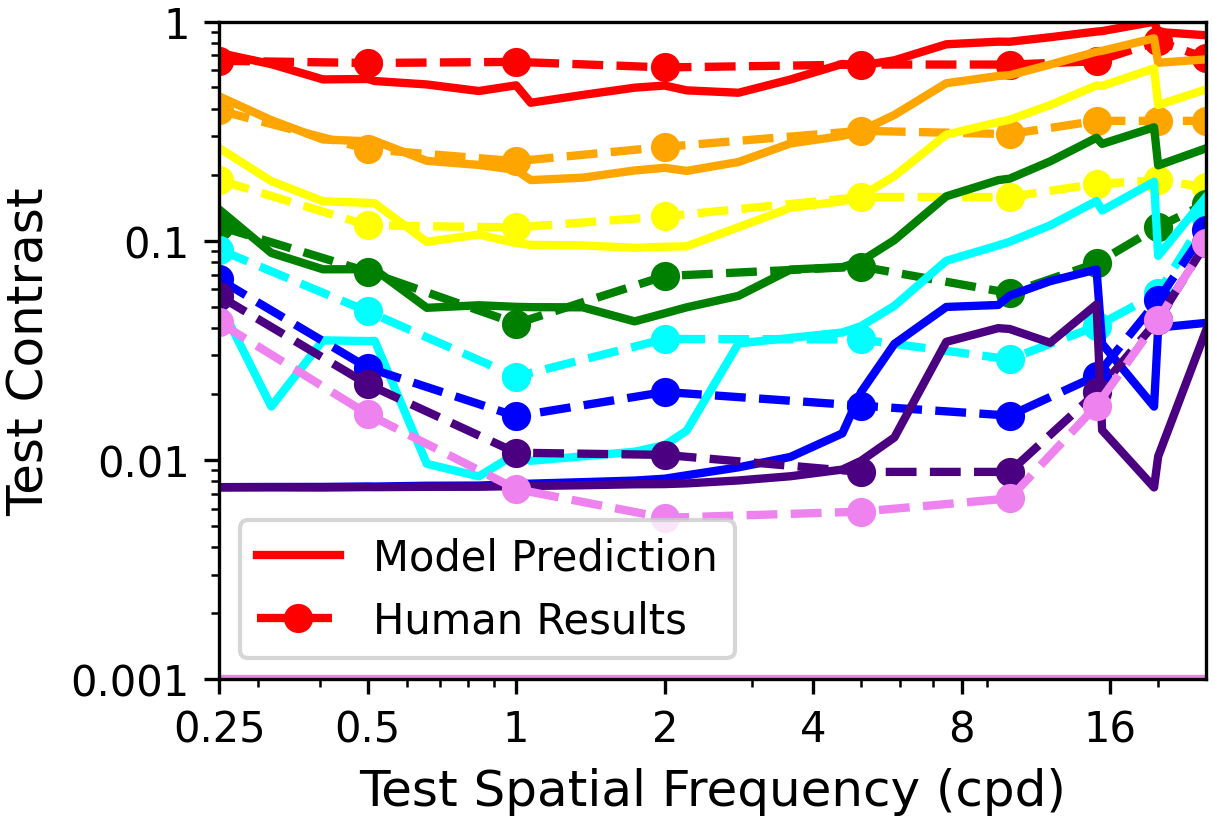 1
0.1
0.01
0.001
Test Contrast
Model Prediction
Human Results
0.25 0.5 1 2 4 8 16
Test Spatial Frequency (cpd)